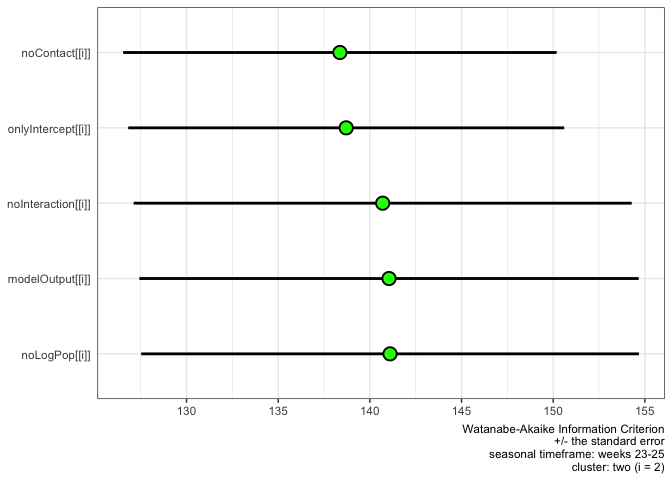 noContact[[i]]
onlyIntercept[[i]]
noInteraction[[i]]
modelOutput[[i]]
noLogPop[[i]]
130 135 140 145 150 155
Watanabe-Akaike Information Criterion
+/- the standard error
seasonal timeframe: weeks 23-25
cluster: two (i = 2)